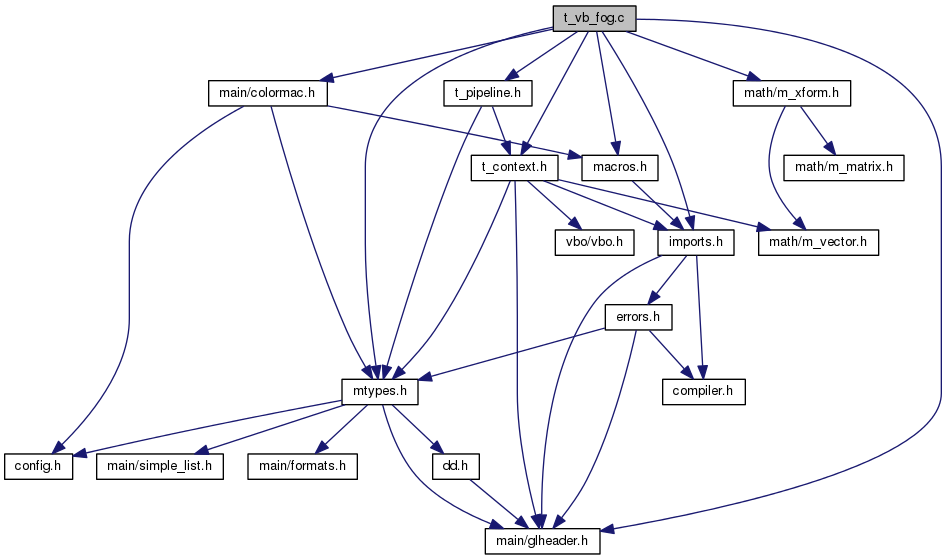 t_vb_fog.c
main/colormac.h
t_pipeline.h
math/m_xform.h
t_context.h
macros.h
math/m_matrix.h
vbo/vbo.h
imports.h
math/m_vector.h
errors.h
mtypes.h
compiler.h
config.h
main/simple_list.h
main/formats.h
dd.h
main/glheader.h